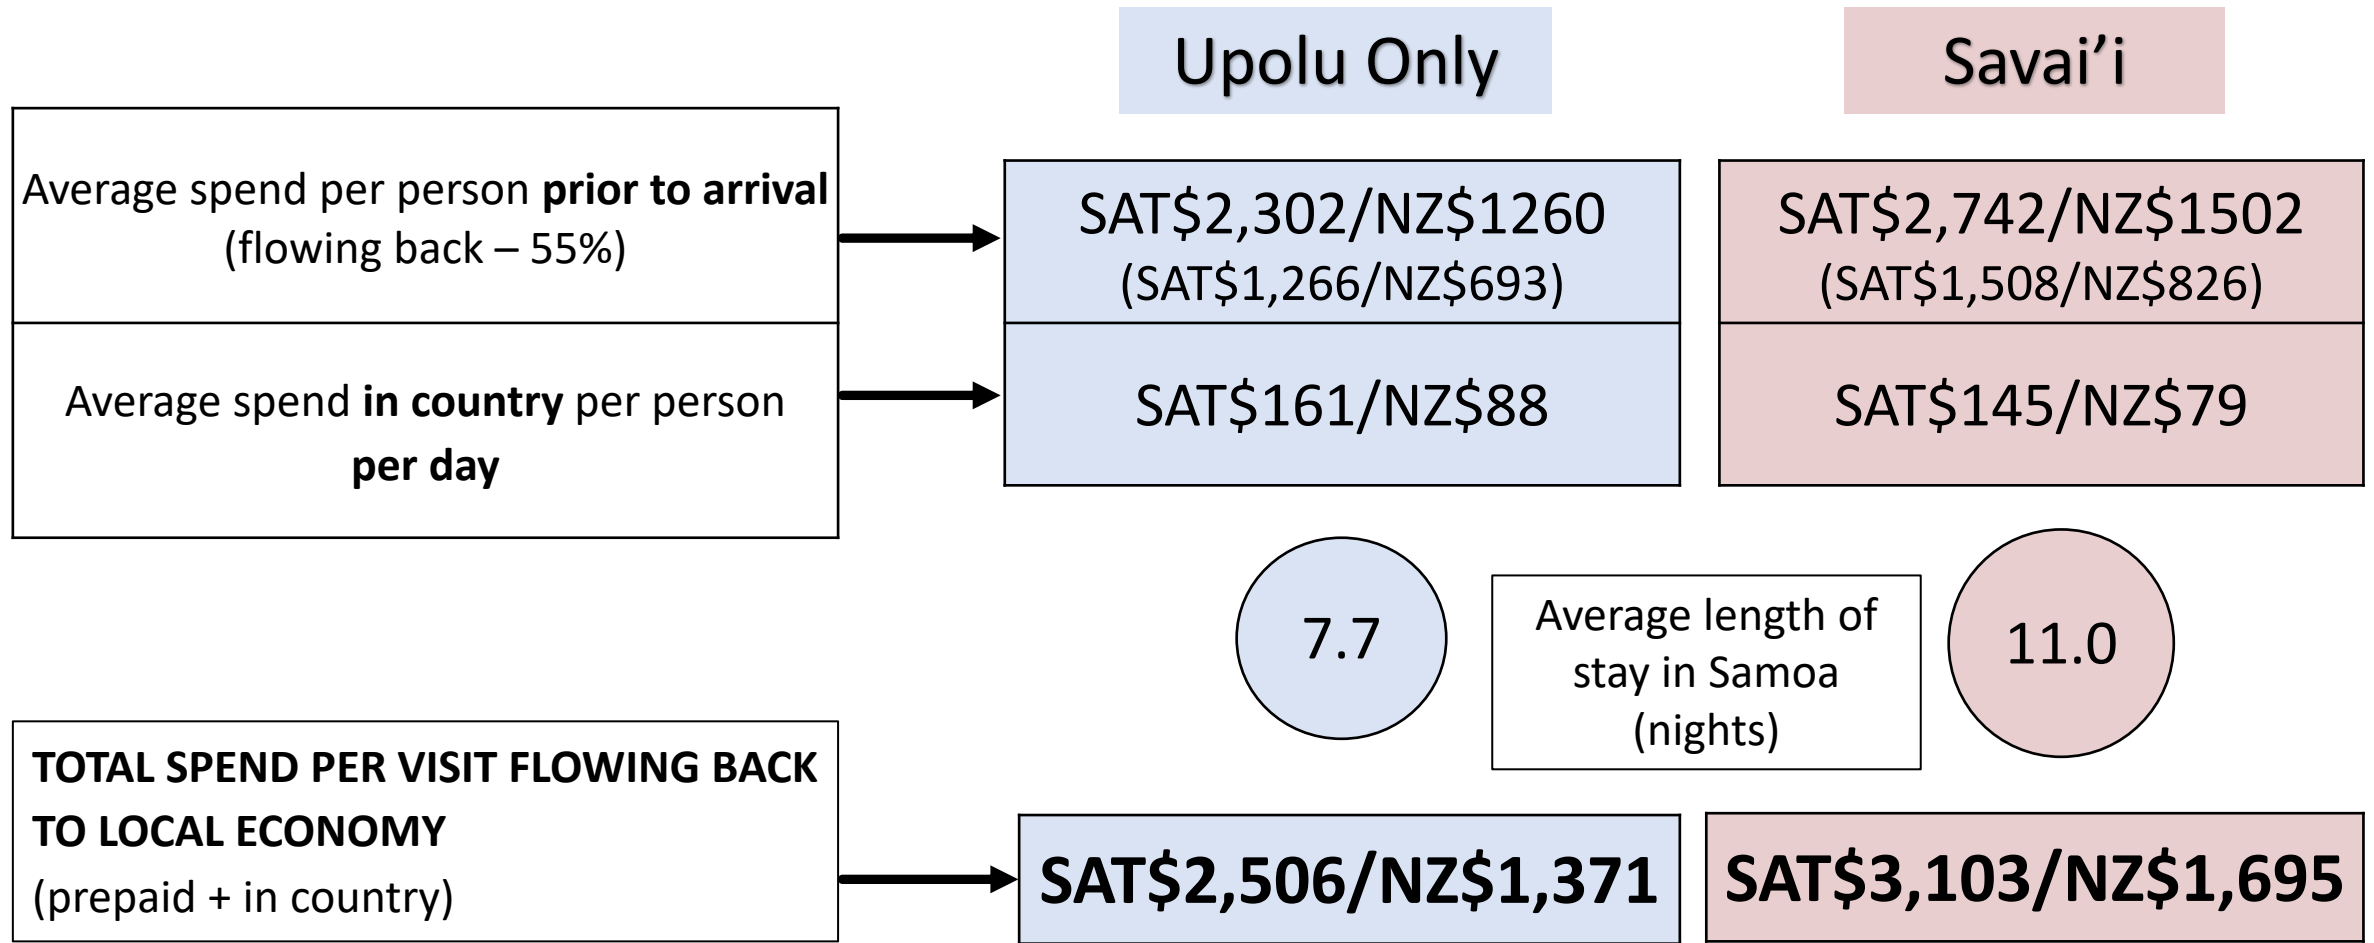 Upolu Only
Savai’i
Average spend per person prior to arrival
(flowing back – 55%)
SAT$2,302/NZ$1260
(SAT$1,266/NZ$693)
SAT$2,742/NZ$1502
(SAT$1,508/NZ$826)
Average spend in country per person
per day
SAT$161/NZ$88
SAT$145/NZ$79
7.7
Average length of
stay in Samoa
(nights)
11.0
TOTAL SPEND PER VISIT FLOWING BACK
TO LOCAL ECONOMY
(prepaid + in country)
SAT$2,506/NZ$1,371
SAT$3,103/NZ$1,695